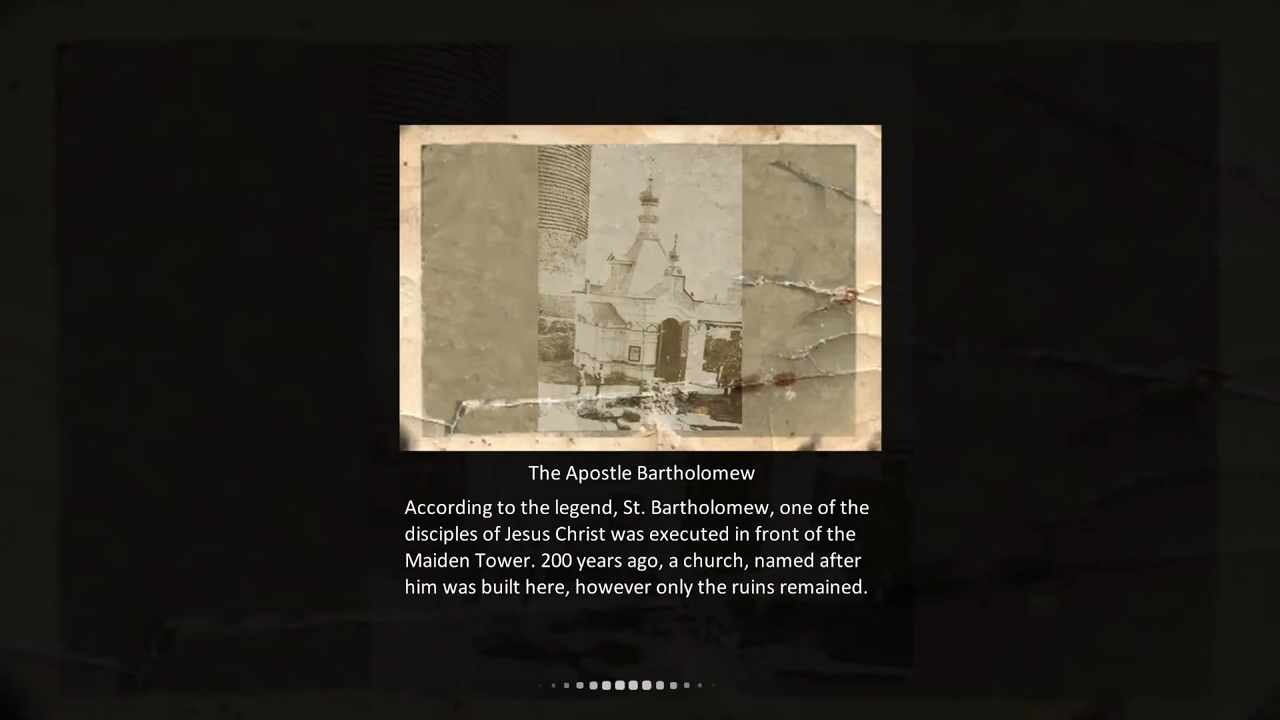 The Apostle Bartholomew
According to the legend, St. Bartholomew, one of the
disciples of Jesus Christ was executed in front of the
Maiden Tower. 200 years ago, a church, named after
him was built here, however only the ruins remained.